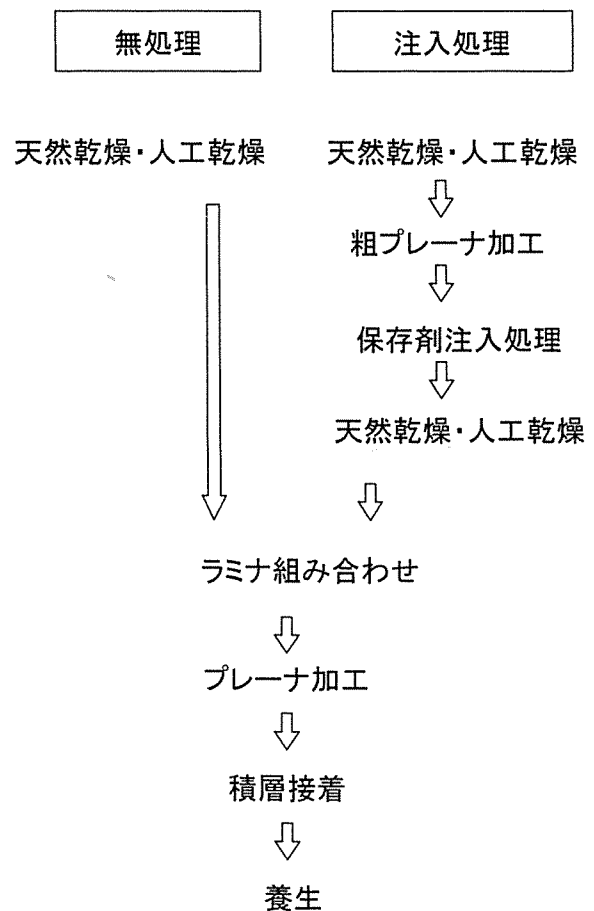 無処理
注入処理
天然乾燥・人工乾燥
天然乾燥・人工乾燥
粗プレーナ加工
保存剤注入処理
天然乾燥・人工乾燥
ラミナ組み合わせ
プレーナ加工
積層接着
養生